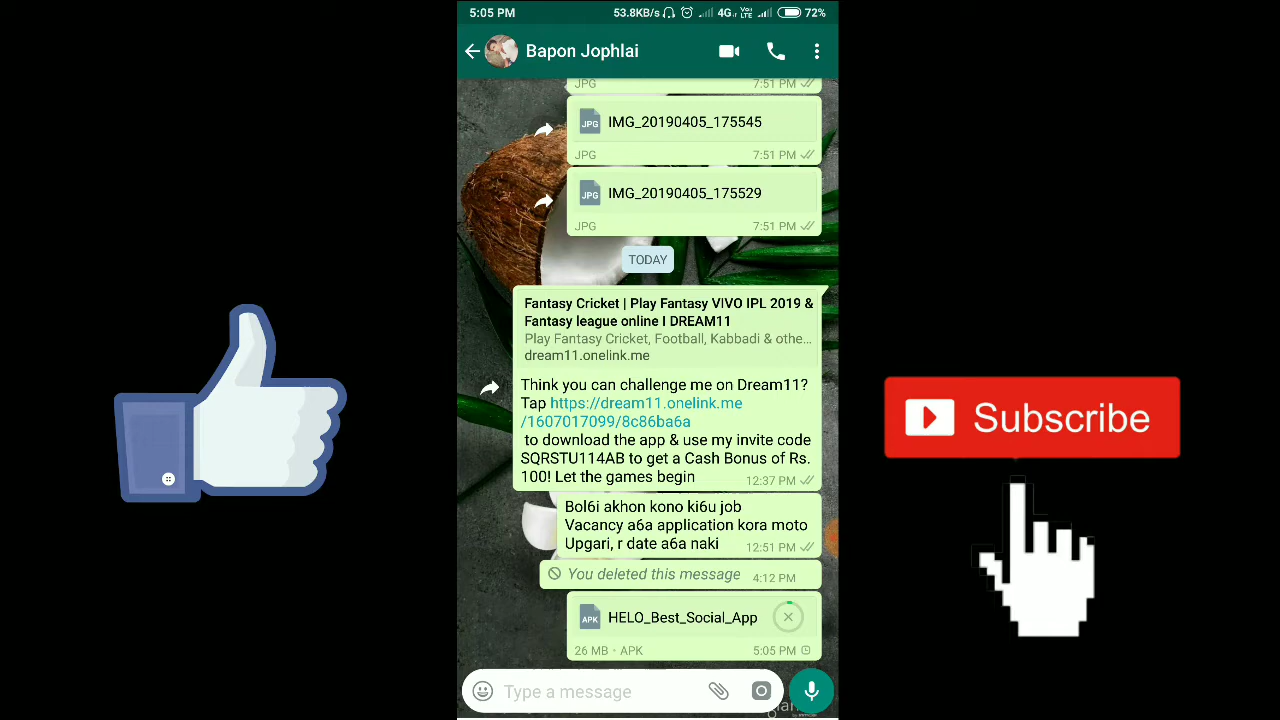 5:05 PM
53.8KB/s 4G VoLTE 72%
Bapon Jophlai
JPG 7:51 PM
JPG IMG_20190405_175545
JPG 7:51 PM
JPG IMG_20190405_175529
JPG 7:51 PM
TODAY
Fantasy Cricket | Play Fantasy VIVO IPL 2019 &
Fantasy league online I DREAM11
Play Fantasy Cricket, Football, Kabbadi & othe...
dream11.onelink.me
Think you can challenge me on Dream11?
Tap https://dream11.onelink.me
/1607017099/8c86ba6a
to download the app & use my invite code
SQRSTU114AB to get a Cash Bonus of Rs.
100! Let the games begin
12:37 PM
Bol6i akhon kono ki6u job
Vacancy a6a application kora moto
Upgari, r date a6a naki
12:51 PM
You deleted this message 4:12 PM
APK HELO_Best_Social_App
26 MB • APK 5:05 PM
Type a message
Subscribe